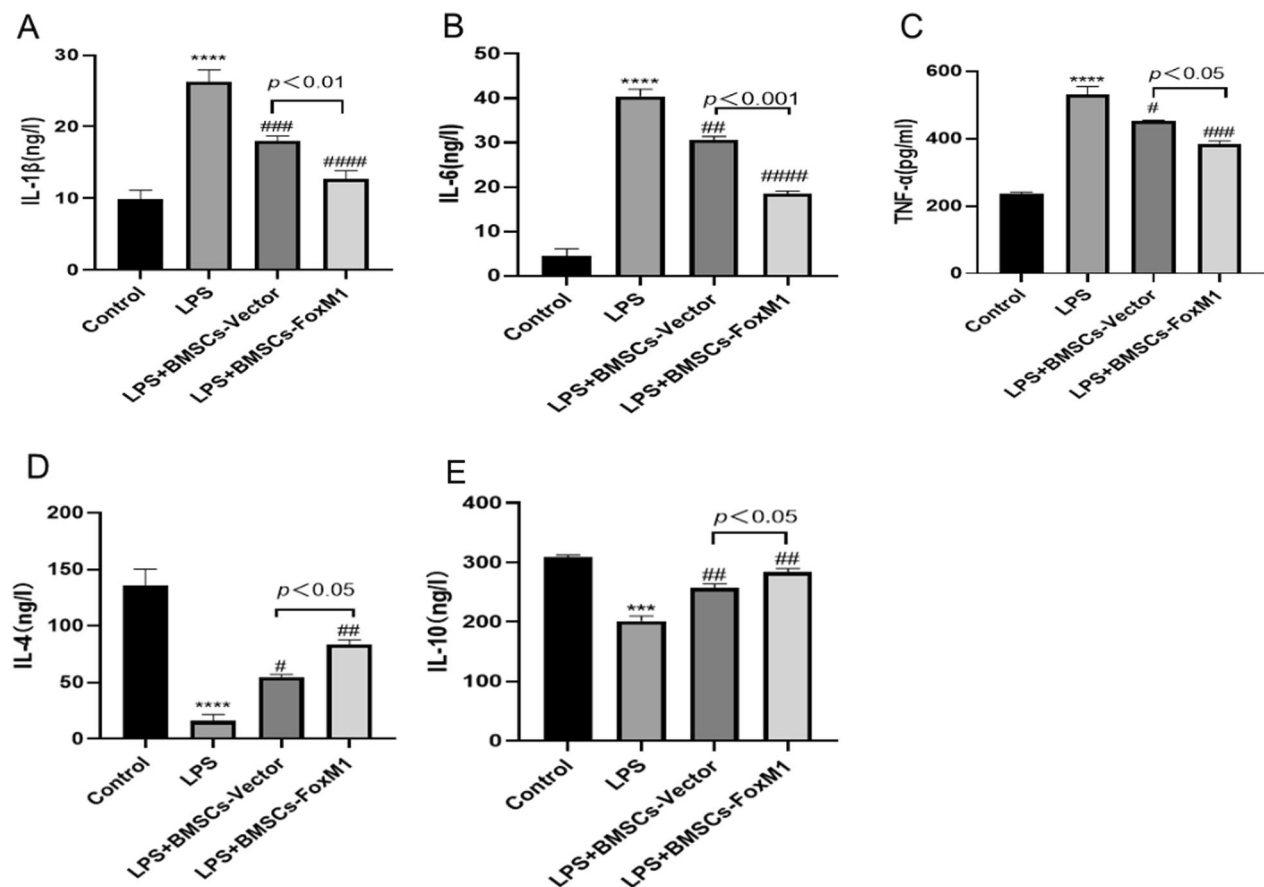 A
IL-1β(ng/l)
30
20
10
0
****
###
####
p<0.01
Control
LPS
LPS+BMSCs-Vector
LPS+BMSCs-FoxM1
B
IL-6(ng/l)
50
40
30
20
10
0
****
##
####
p<0.001
Control
LPS
LPS+BMSCs-Vector
LPS+BMSCs-FoxM1
C
TNF-α(pg/ml)
600
400
200
0
****
#
###
p<0.05
Control
LPS
LPS+BMSCs-Vector
LPS+BMSCs-FoxM1
D
IL-4(ng/l)
200
150
100
50
0
****
#
##
p<0.05
Control
LPS
LPS+BMSCs-Vector
LPS+BMSCs-FoxM1
E
IL-10(ng/l)
400
300
200
100
0
***
##
##
p<0.05
Control
LPS
LPS+BMSCs-Vector
LPS+BMSCs-FoxM1